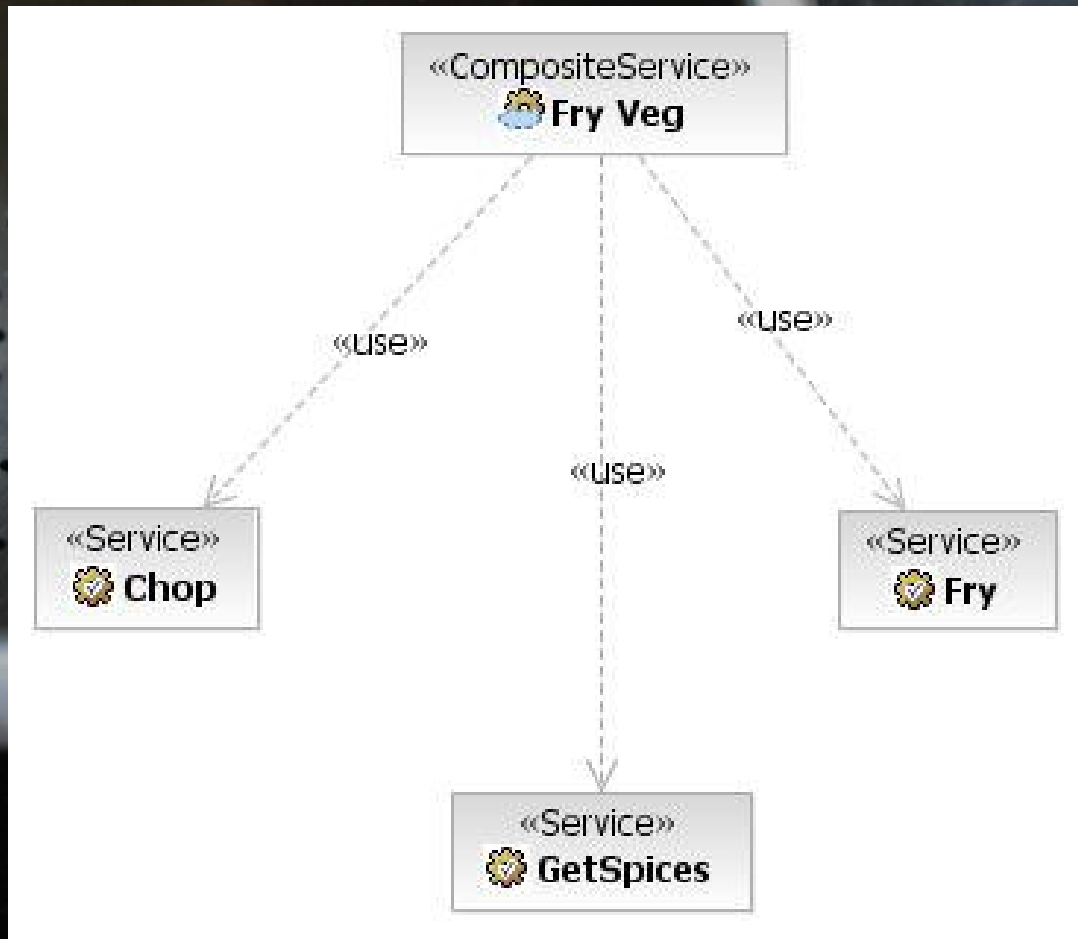 «CompositeService»
Fry Veg
«use»
«use»
«use»
«Service»
Chop
«Service»
Fry
«Service»
GetSpices